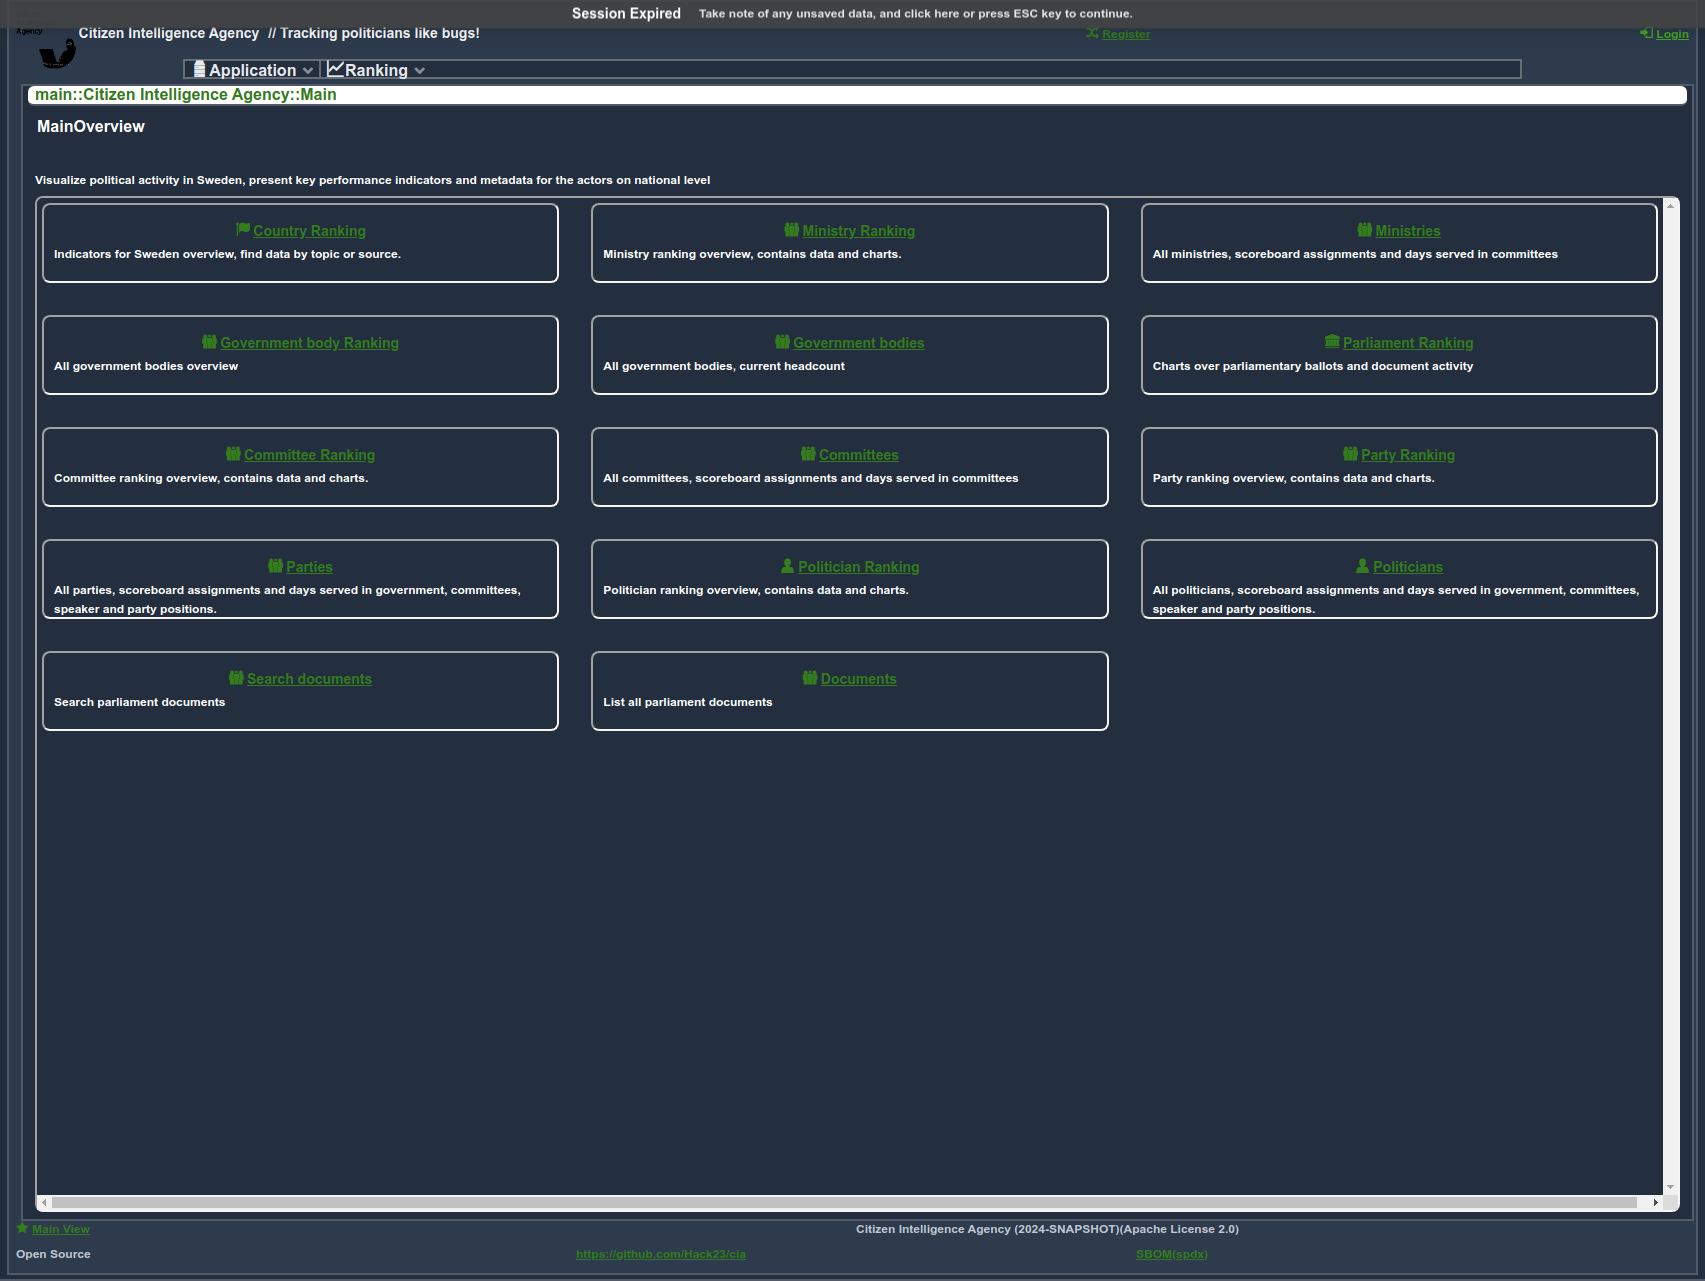 Session Expired Take note of any unsaved data, and click here or press ESC key to continue.
Agency
Citizen Intelligence Agency // Tracking politicians like bugs!
Register
Login
Application
Ranking
main::Citizen Intelligence Agency::Main
MainOverview
Visualize political activity in Sweden, present key performance indicators and metadata for the actors on national level
Country Ranking
Indicators for Sweden overview, find data by topic or source.
Ministry Ranking
Ministry ranking overview, contains data and charts.
Ministries
All ministries, scoreboard assignments and days served in committees
Government body Ranking
All government bodies overview
Government bodies
All government bodies, current headcount
Parliament Ranking
Charts over parliamentary ballots and document activity
Committee Ranking
Committee ranking overview, contains data and charts.
Committees
All committees, scoreboard assignments and days served in committees
Party Ranking
Party ranking overview, contains data and charts.
Parties
All parties, scoreboard assignments and days served in government, committees,
speaker and party positions.
Politician Ranking
Politician ranking overview, contains data and charts.
Politicians
All politicians, scoreboard assignments and days served in government, committees,
speaker and party positions.
Search documents
Search parliament documents
Documents
List all parliament documents
Main View
Citizen Intelligence Agency (2024-SNAPSHOT)(Apache License 2.0)
Open Source
https://github.com/Hack23/cia
SBOM(spdx)